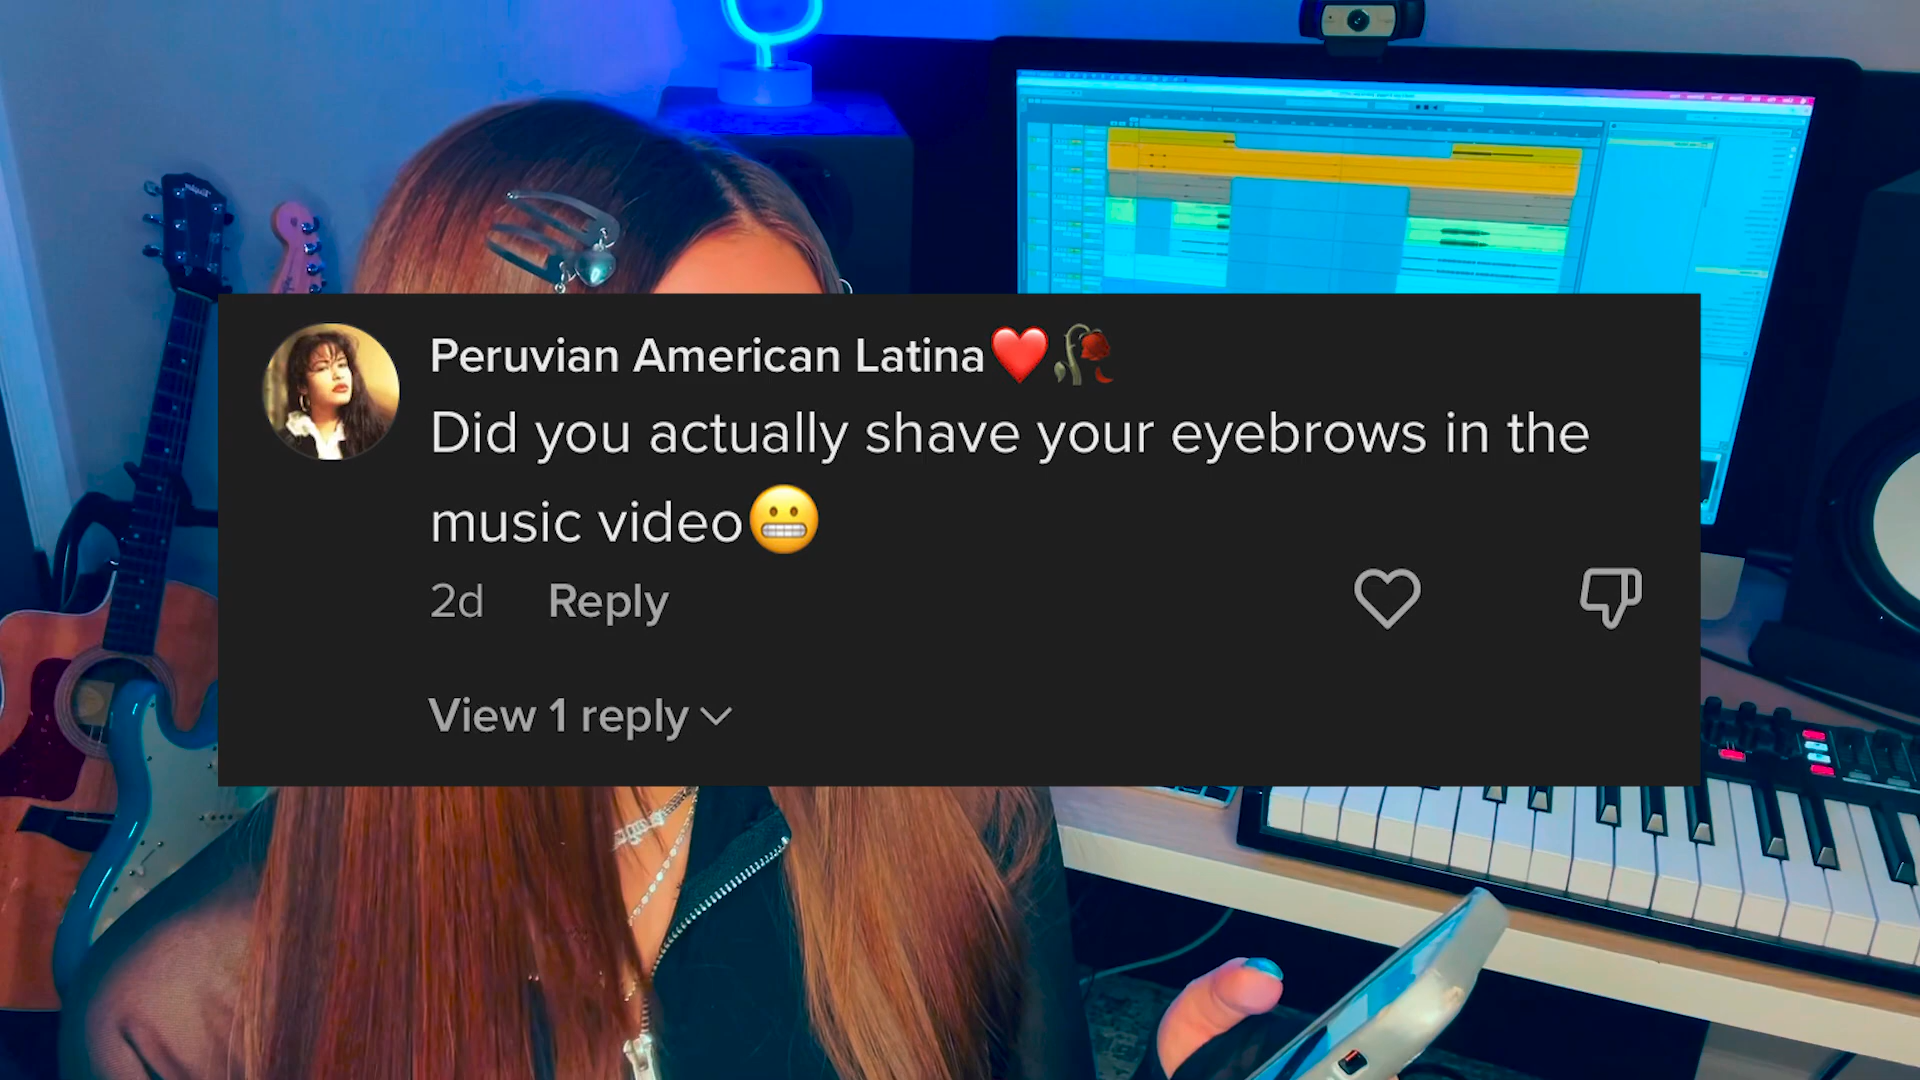 Peruvian American Latina❤️🥀
Did you actually shave your eyebrows in the
music video😬
2d Reply
View 1 reply